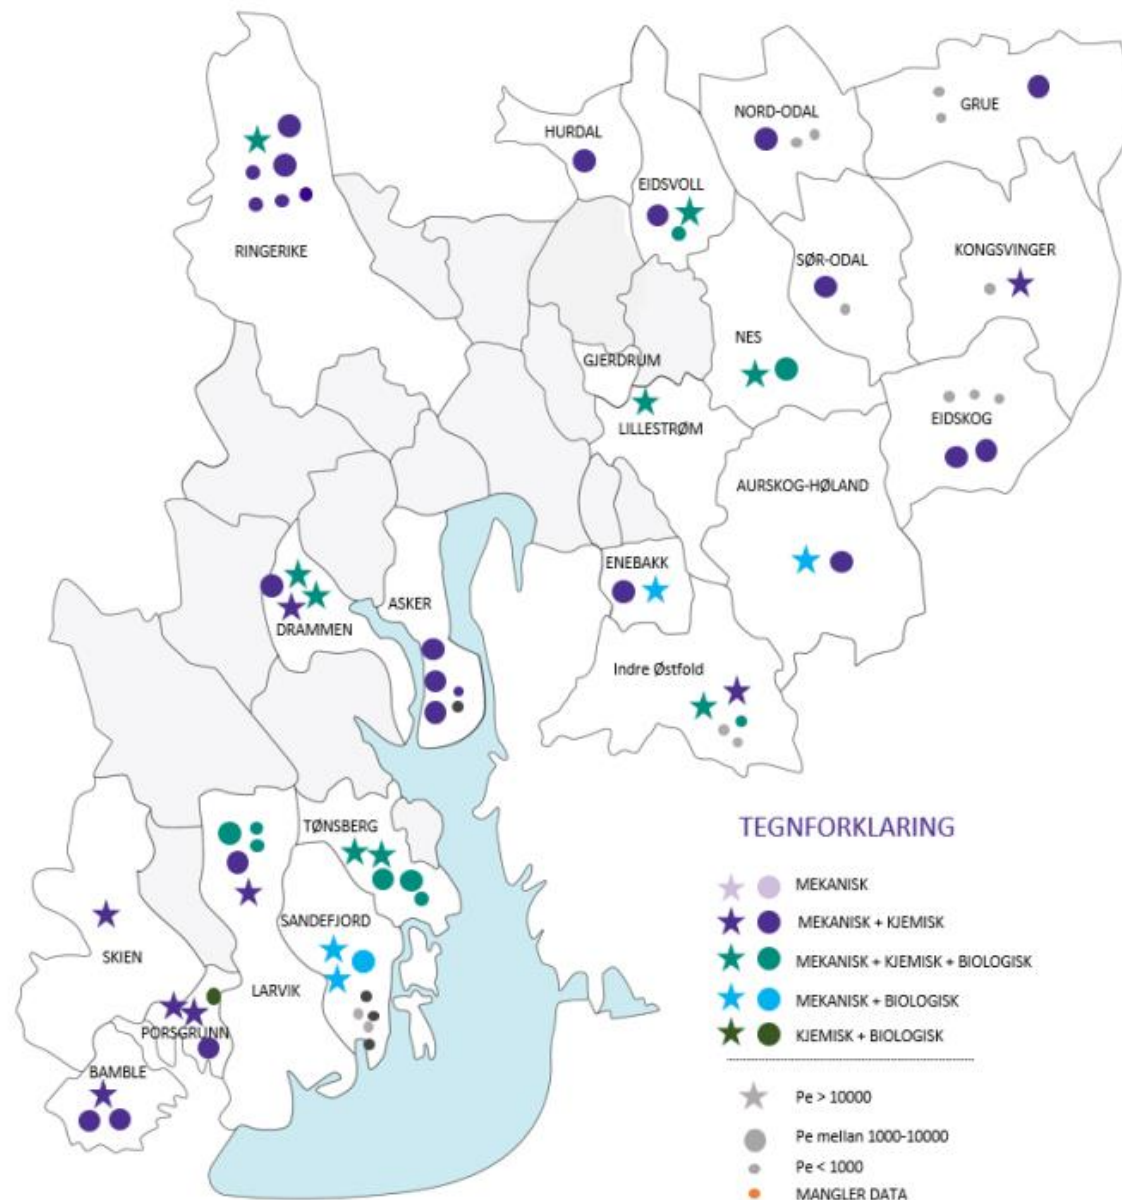 NORD-ODAL
GRUE
HURDAL
EIDSVOLL
RINGERIKE
SØR-ODAL
KONGSVINGER
NES
GJERDRUM
LILLESTRØM
EIDSKOG
AURSKOG-HØLAND
ENEBAKK
ASKER
DRAMMEN
Indre Østfold
TØNSBERG
SANDEFJORD
SKIEN
LARVIK
PORSGRUNN
BAMBLE
TEGNFORKLARING
MEKANISK
MEKANISK + KJEMISK
MEKANISK + KJEMISK + BIOLOGISK
MEKANISK + BIOLOGISK
KJEMISK + BIOLOGISK
Pe > 10000
Pe mellan 1000-10000
Pe < 1000
MANGLER DATA